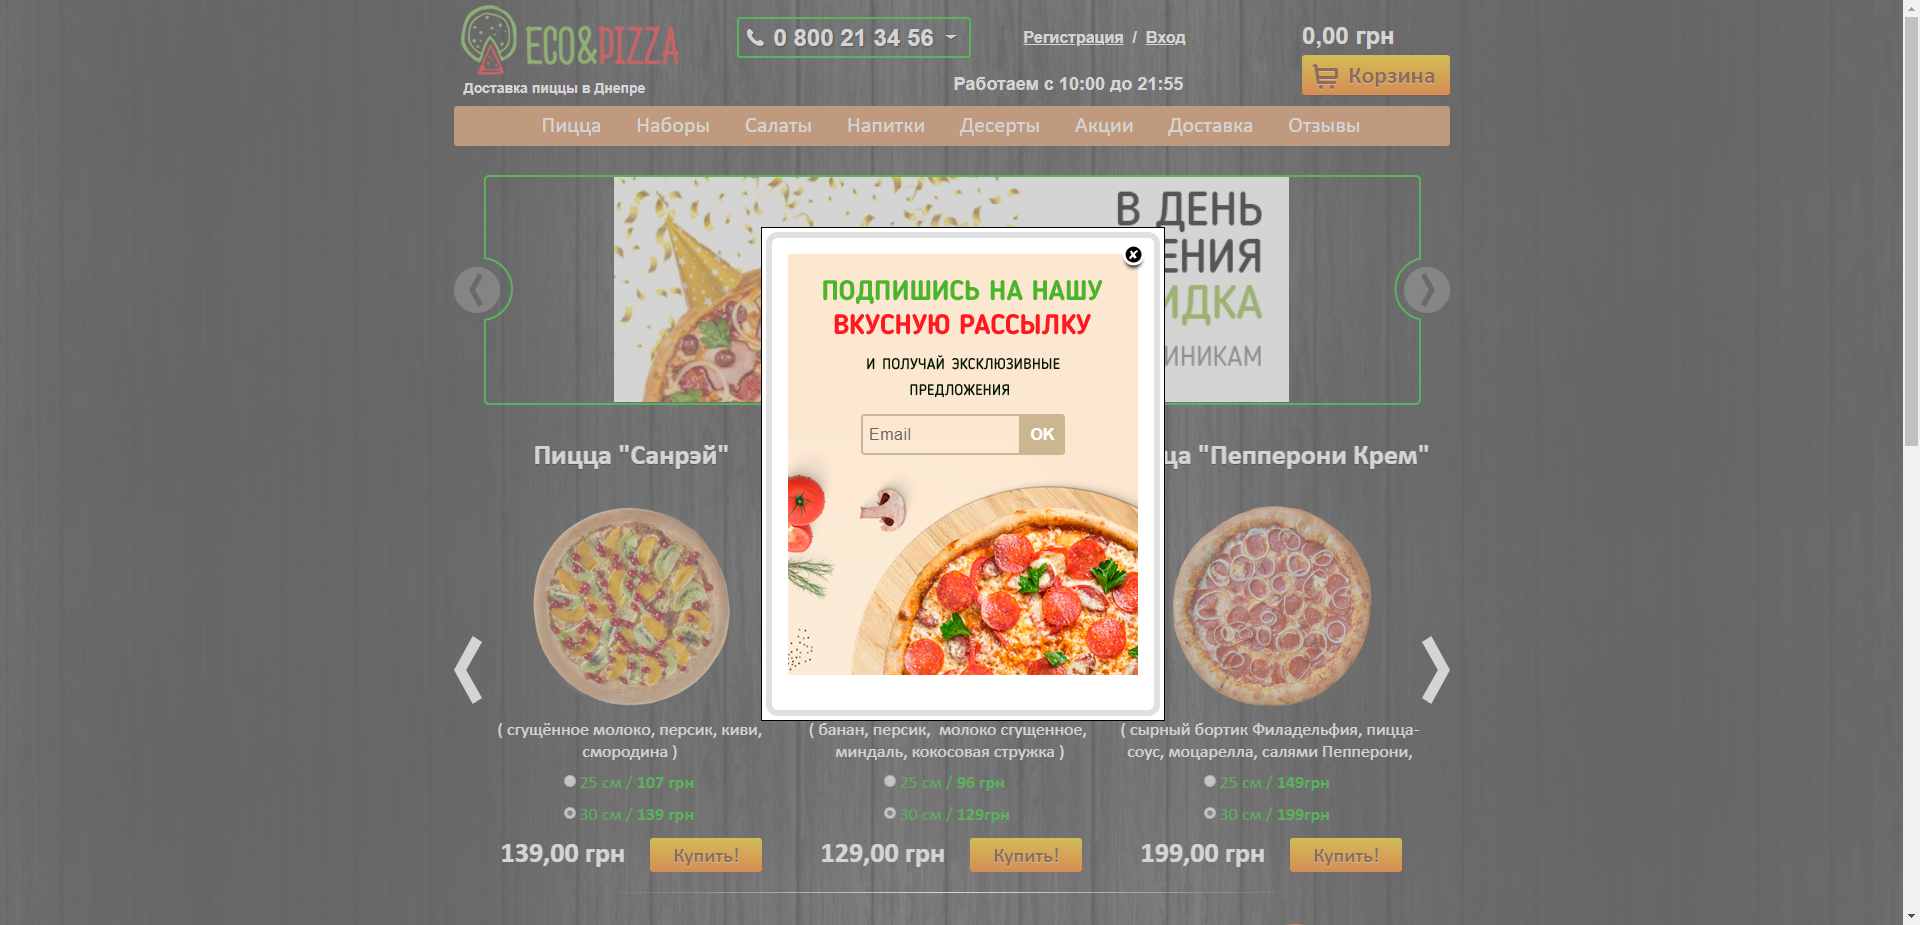 ECO&PIZZA
Доставка пиццы в Днепре
0 800 21 34 56
Регистрация / Вход
Работаем с 10:00 до 21:55
0,00 грн
Корзина
Пицца Наборы Салаты Напитки Десерты Акции Доставка Отзывы
В ДЕНЬ
ЕНИЯ
ИДКА
ИНИКАМ
ПОДПИШИСЬ НА НАШУ
ВКУСНУЮ РАССЫЛКУ
И ПОЛУЧАЙ ЭКСКЛЮЗИВНЫЕ
ПРЕДЛОЖЕНИЯ
Email OK
Пицца "Санрэй"
ца "Пепперони Крем"
( сгущённое молоко, персик, киви,
смородина )
25 см / 107 грн
30 см / 139 грн
139,00 грн Купить!
( банан, персик, молоко сгущенное,
миндаль, кокосовая стружка )
25 см / 96 грн
30 см / 129грн
129,00 грн Купить!
( сырный бортик Филадельфия, пицца-
соус, моцарелла, салями Пепперони,
25 см / 149грн
30 см / 199грн
199,00 грн Купить!